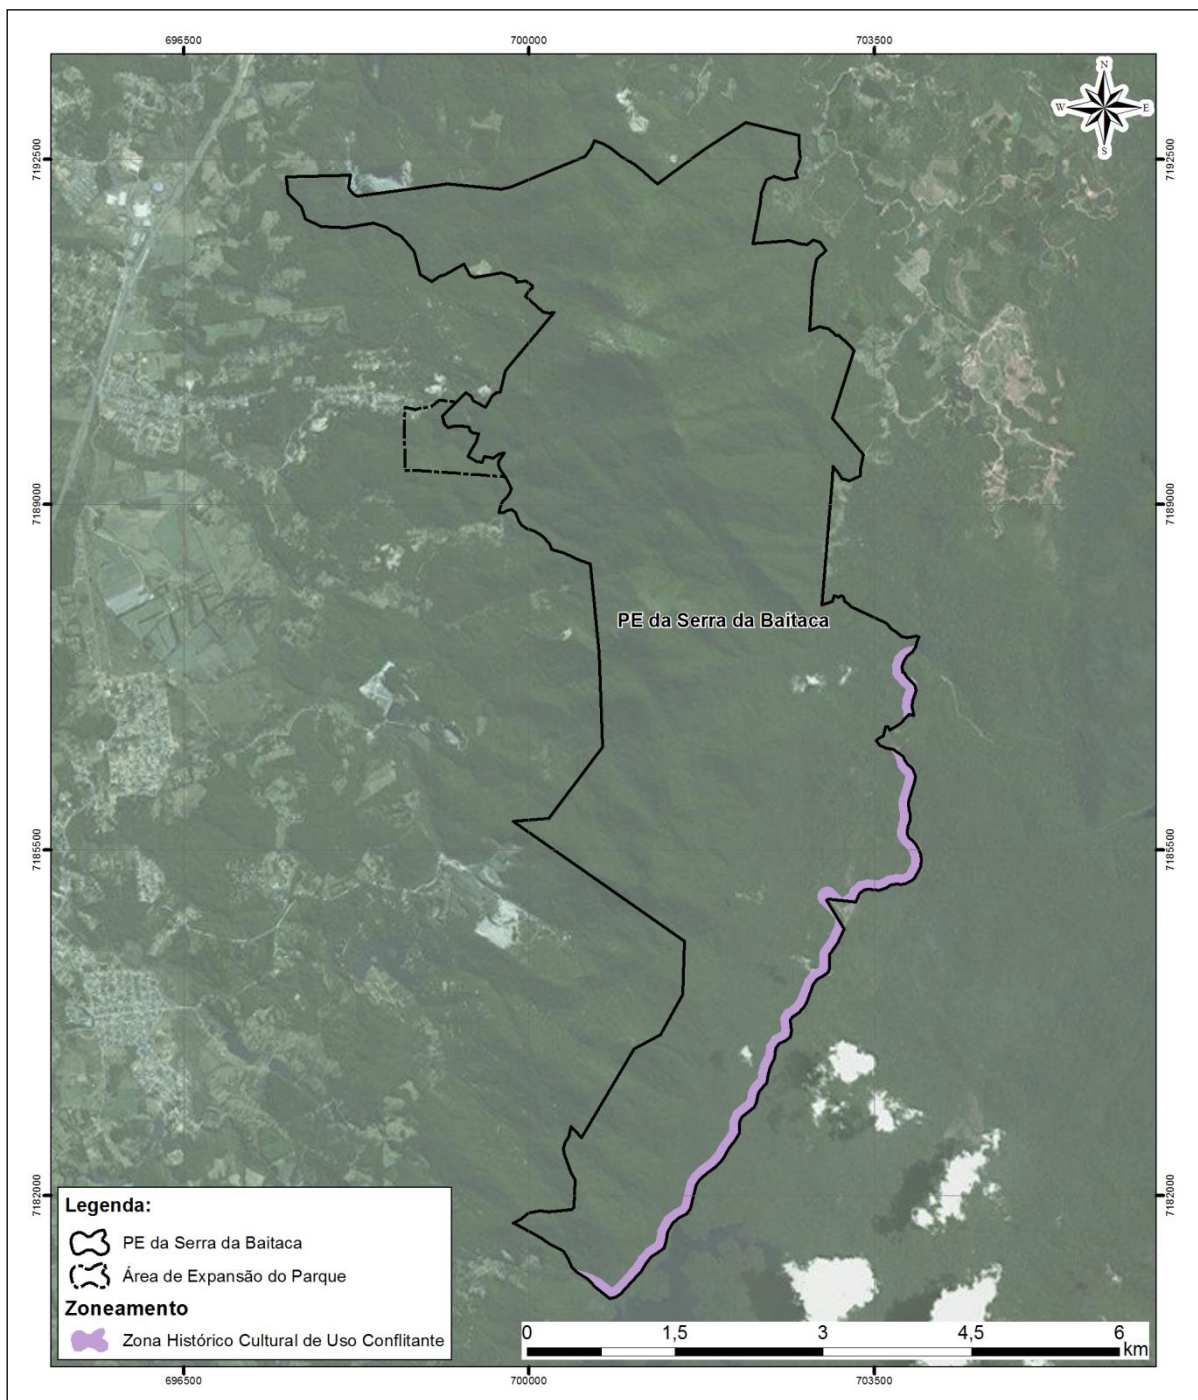 696500 700000 703500
N
W E
S
7192500 7192500
7189000 7189000
PE da Serra da Baitaca
7185500 7185500
7182000 7182000
Legenda:
PE da Serra da Baitaca
Área de Expansão do Parque
Zoneamento
Zona Histórico Cultural de Uso Conflitante
0 1,5 3 4,5 6
km
696500 700000 703500